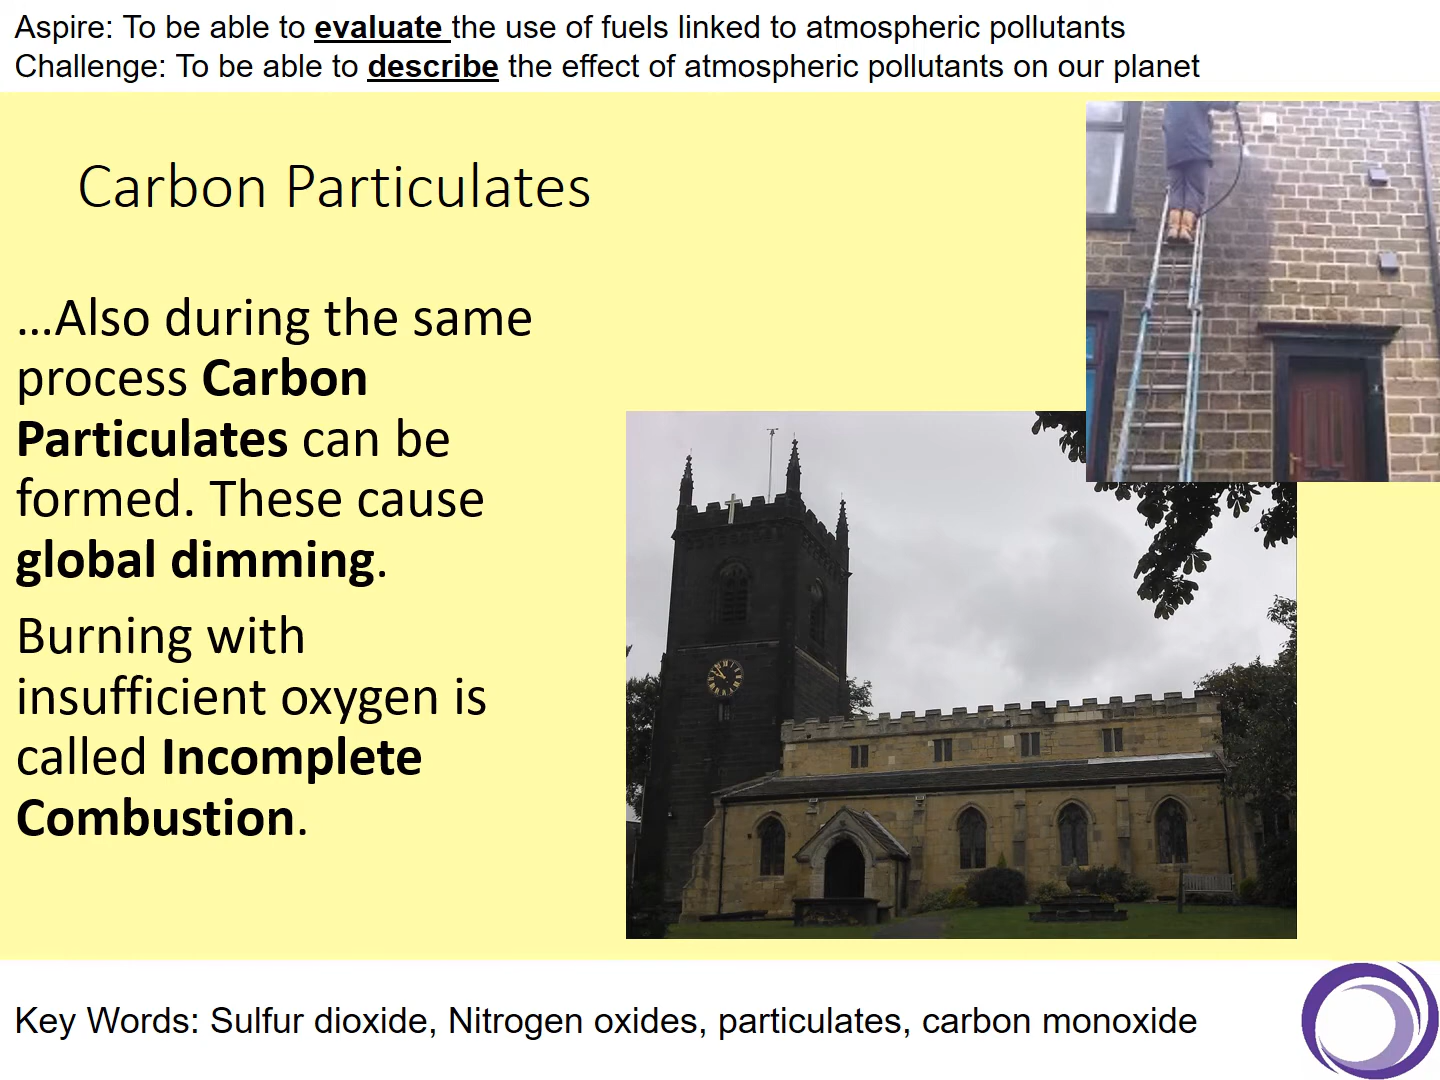 Aspire: To be able to evaluate the use of fuels linked to atmospheric pollutants
Challenge: To be able to describe the effect of atmospheric pollutants on our planet
Carbon Particulates
...Also during the same
process Carbon
Particulates can be
formed. These cause
global dimming.
Burning with
insufficient oxygen is
called Incomplete
Combustion.
Key Words: Sulfur dioxide, Nitrogen oxides, particulates, carbon monoxide